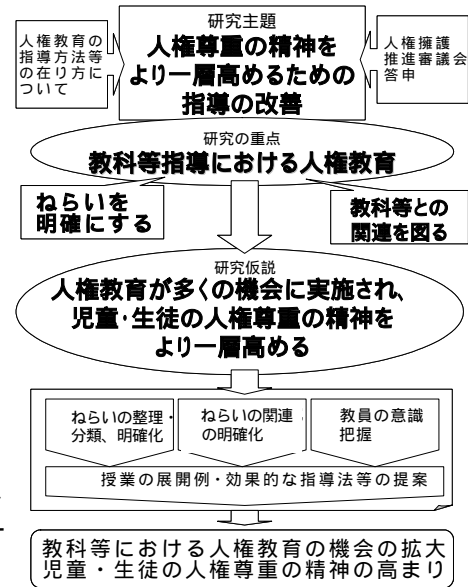 研究主題
人権尊重の精神を
より一層高めるための
指導の改善
人権教育の
指導方法等
の在り方に
ついて
人権擁護
推進審議会
答申
研究の重点
教科等指導における人権教育
ねらいを
明確にする
教科等との
関連を図る
研究仮説
人権教育が多くの機会に実施され、
児童・生徒の人権尊重の精神を
より一層高める
ねらいの整理・
分類、明確化
ねらいの関連
の明確化
教員の意識
把握
授業の展開例・効果的な指導法等の提案
教科等における人権教育の機会の拡大
児童・生徒の人権尊重の精神の高まり